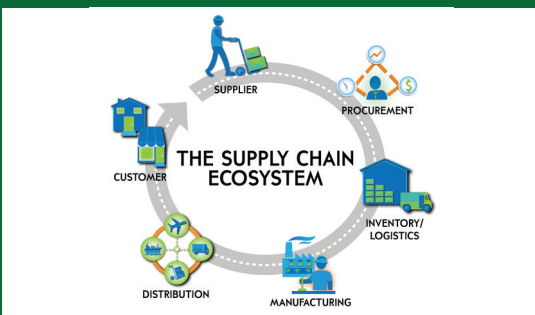 SUPPLIER
PROCUREMENT
THE SUPPLY CHAIN
ECOSYSTEM
CUSTOMER
INVENTORY/
LOGISTICS
DISTRIBUTION
MANUFACTURING
$